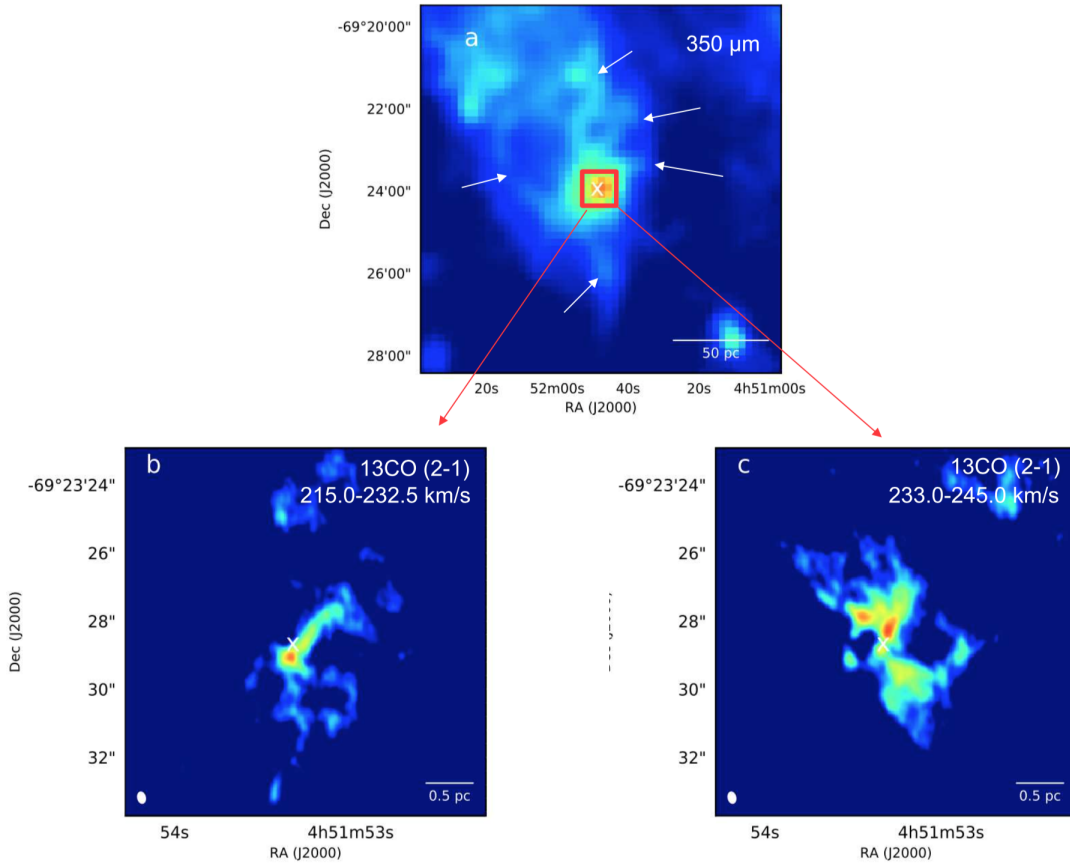 a
350 µm
-69°20'00"
22'00"
24'00"
26'00"
28'00"
Dec (J2000)
X
50 pc
20s 52m00s 40s 20s 4h51m00s
RA (J2000)
b
13CO (2-1)
215.0-232.5 km/s
-69°23'24"
26"
28"
30"
32"
Dec (J2000)
X
0.5 pc
54s 4h51m53s
RA (J2000)
c
13CO (2-1)
233.0-245.0 km/s
-69°23'24"
26"
28"
30"
32"
X
0.5 pc
54s 4h51m53s
RA (J2000)